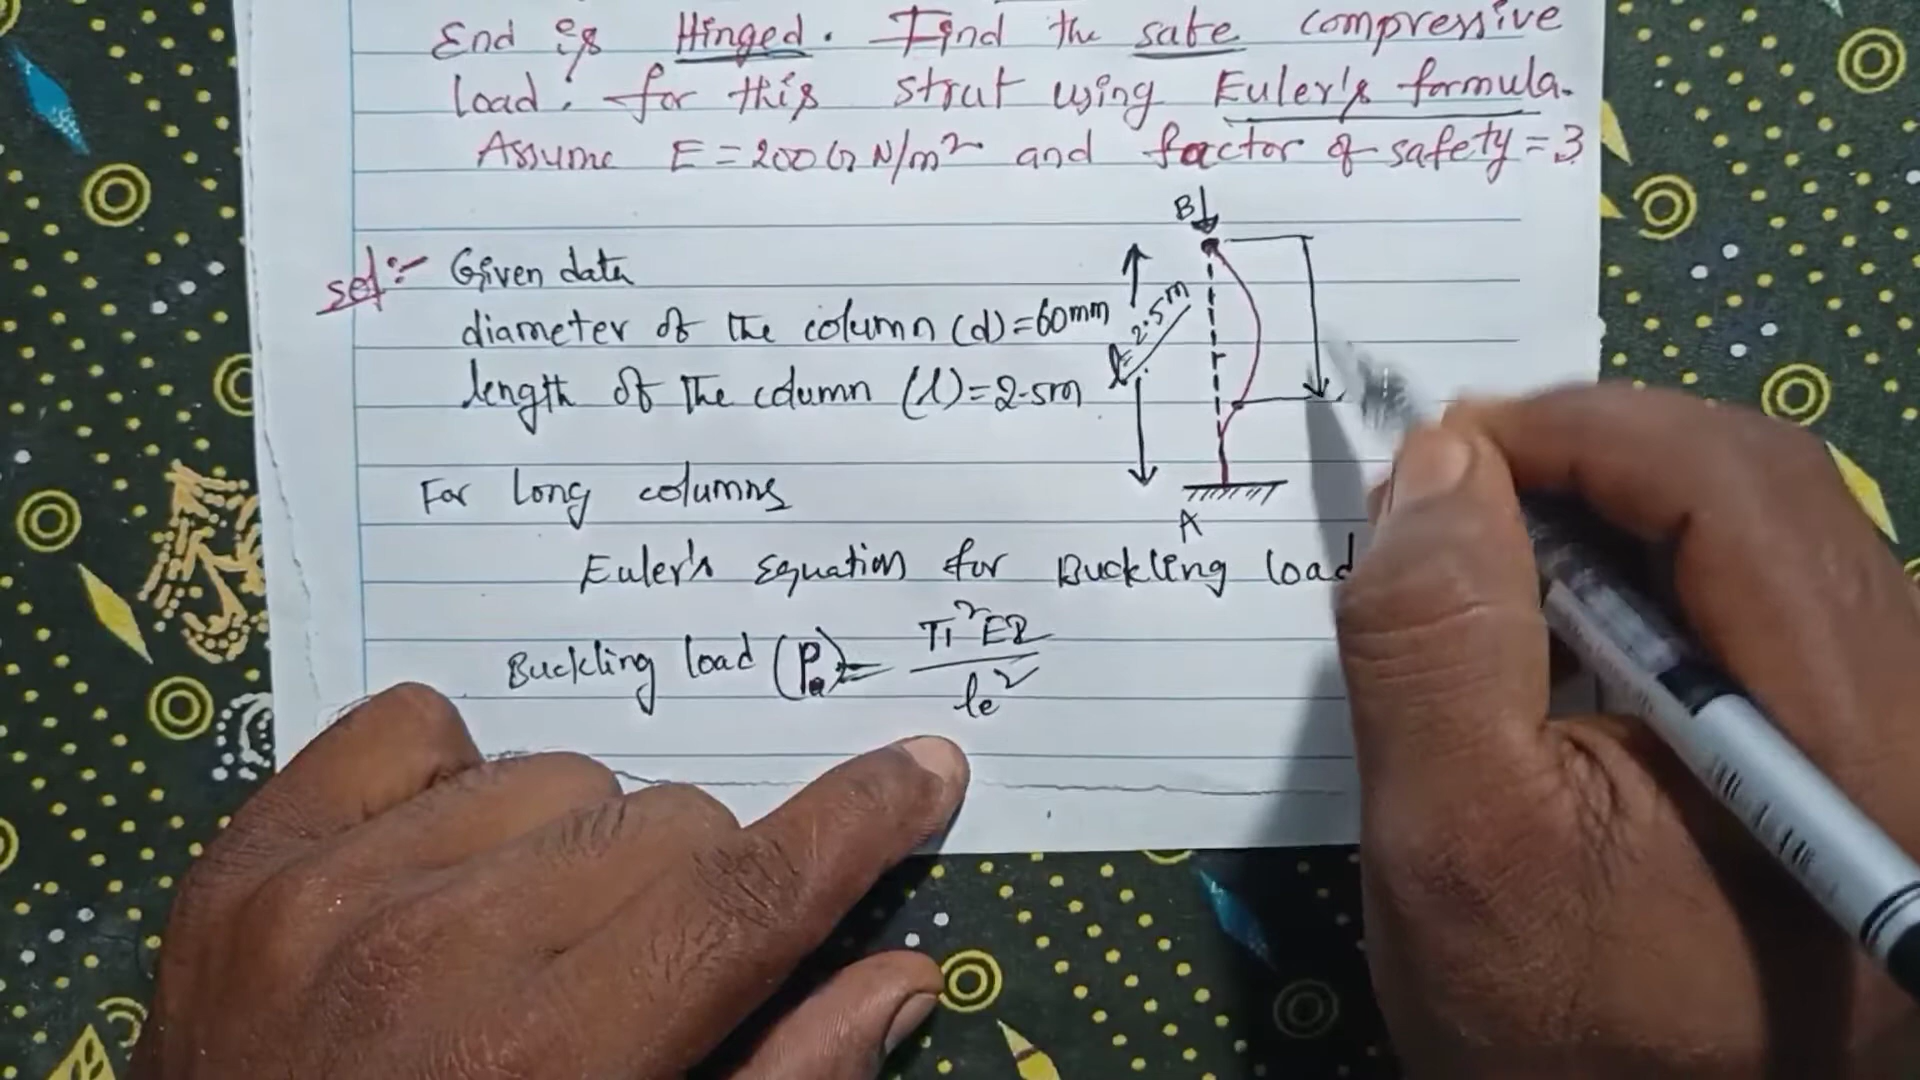 End is Hinged. Find the safe compressive
load. for this strut using Euler's formula.
Assume E = 200 G N/m² and factor of safety = 3
Sol:- Given data
diameter of the column (d) = 60mm
length of the column (l) = 2.5m
B
l = 2.5m
A
For Long columns
Euler's Equation for Buckling load
Buckling load (Pe) = π²EI
le²